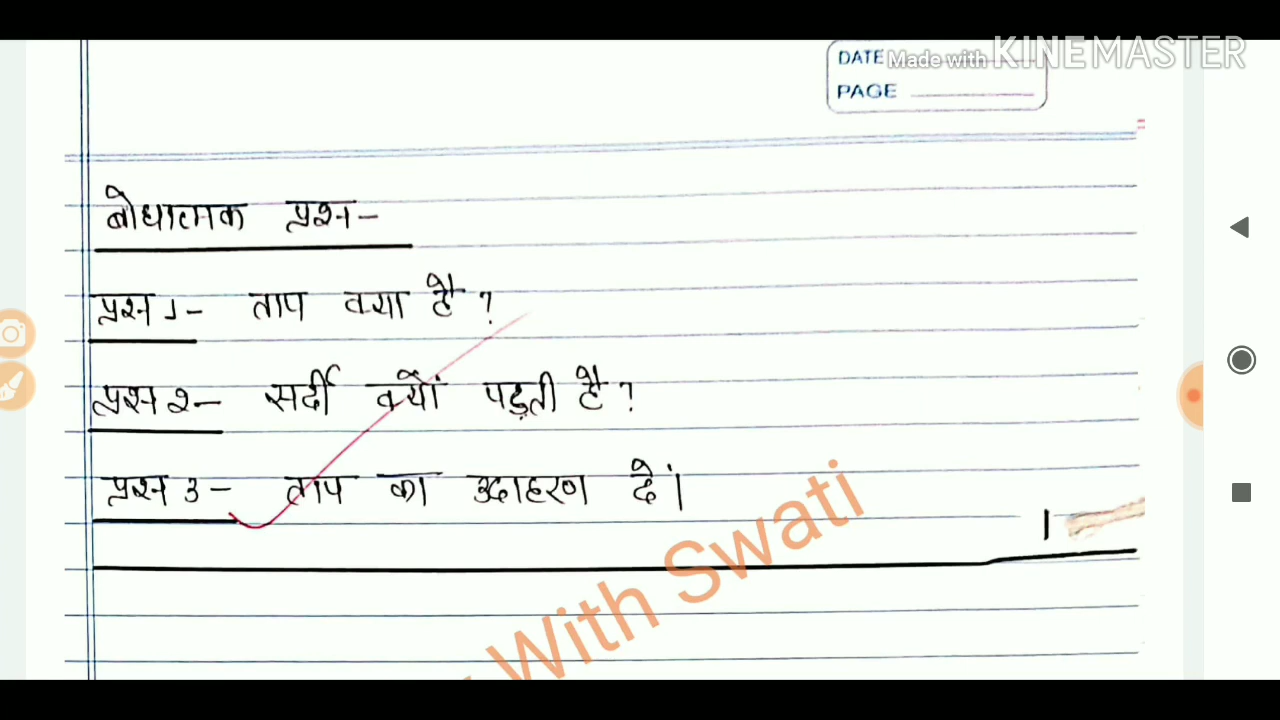 DATE
Made with KINEMASTER
PAGE
बोधात्मक प्रश्न-
प्रश्न 1- ताप क्या है ?
प्रश्न 2- सर्दी क्यों पड़ती है ?
प्रश्न 3- ताप का उदाहरण दें।
With Swati